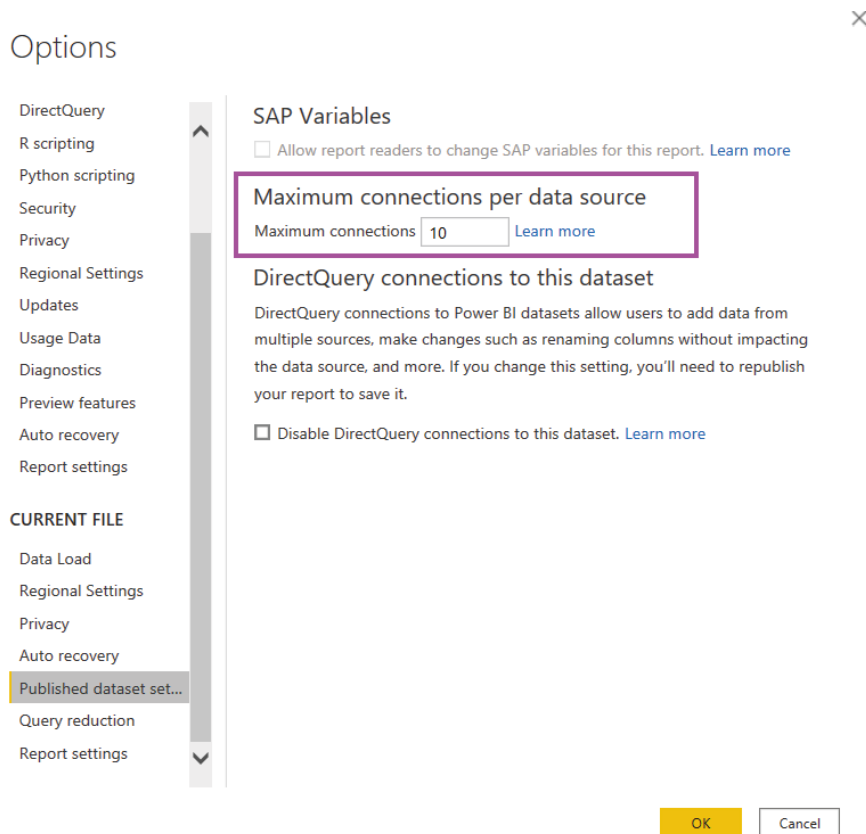 Options
DirectQuery
R scripting
Python scripting
Security
Privacy
Regional Settings
Updates
Usage Data
Diagnostics
Preview features
Auto recovery
Report settings
CURRENT FILE
Data Load
Regional Settings
Privacy
Auto recovery
Published dataset set...
Query reduction
Report settings
SAP Variables
Allow report readers to change SAP variables for this report. Learn more
Maximum connections per data source
Maximum connections 10 Learn more
DirectQuery connections to this dataset
DirectQuery connections to Power BI datasets allow users to add data from
multiple sources, make changes such as renaming columns without impacting
the data source, and more. If you change this setting, you'll need to republish
your report to save it.
Disable DirectQuery connections to this dataset. Learn more
OK
Cancel